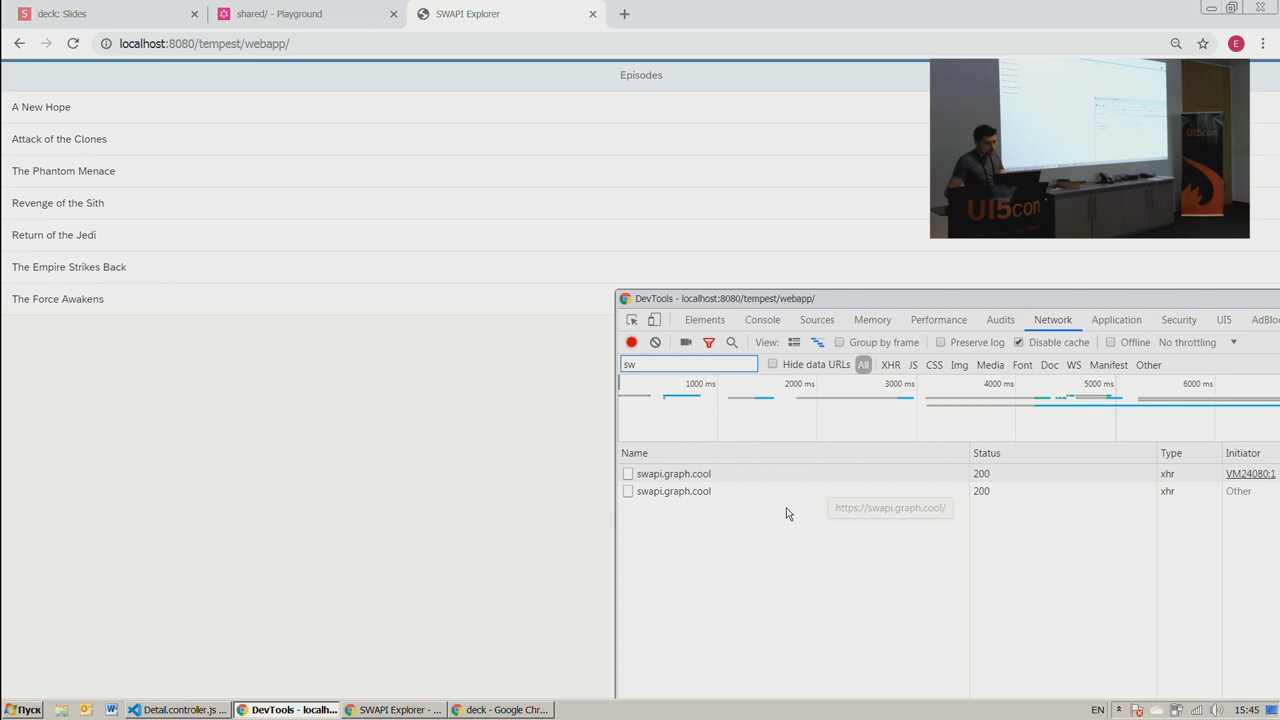 deck: Slides
shared/ - Playground
SWAPI Explorer
localhost:8080/tempest/webapp/
E
Episodes
A New Hope
Attack of the Clones
The Phantom Menace
Revenge of the Sith
Return of the Jedi
The Empire Strikes Back
The Force Awakens
UI5con
UI5con
DevTools - localhost:8080/tempest/webapp/
Elements Console Sources Memory Performance Audits Network Application Security UI5 AdBlo
View: Group by frame Preserve log Disable cache Offline No throttling
sw Hide data URLs All XHR JS CSS Img Media Font Doc WS Manifest Other
1000 ms 2000 ms 3000 ms 4000 ms 5000 ms 6000 ms
Name Status Type Initiator
swapi.graph.cool 200 xhr VM24080:1
swapi.graph.cool 200 xhr Other
https://swapi.graph.cool/
Пуск Detail.controller.js ... DevTools - localh... SWAPI Explorer - ... deck - Google Chr... EN 15:45